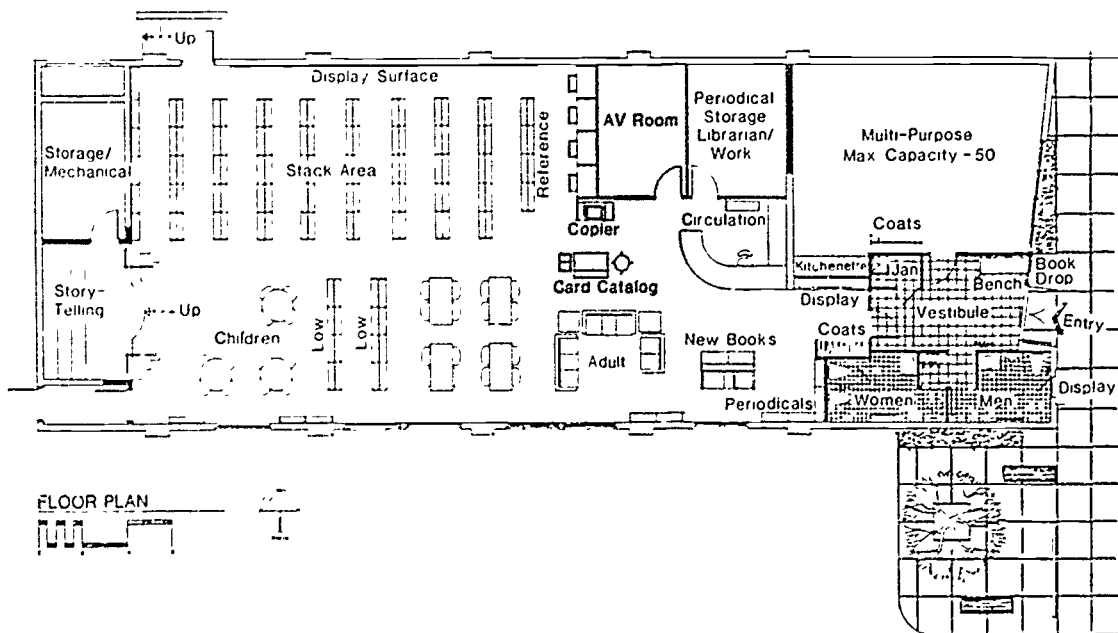 Up
Display Surface
Storage/
Mechanical
Stack Area
Reference
AV Room
Periodical
Storage
Librarian/
Work
Multi-Purpose
Max Capacity - 50
Copier
Circulation
Coats
Card Catalog
Kitchenette
Jan
Bench
Book
Drop
Story-
Telling
Up
Children
Low
Low
Display
Vestibule
Entry
Coats
Adult
New Books
Periodicals
Women
Men
Display
FLOOR PLAN